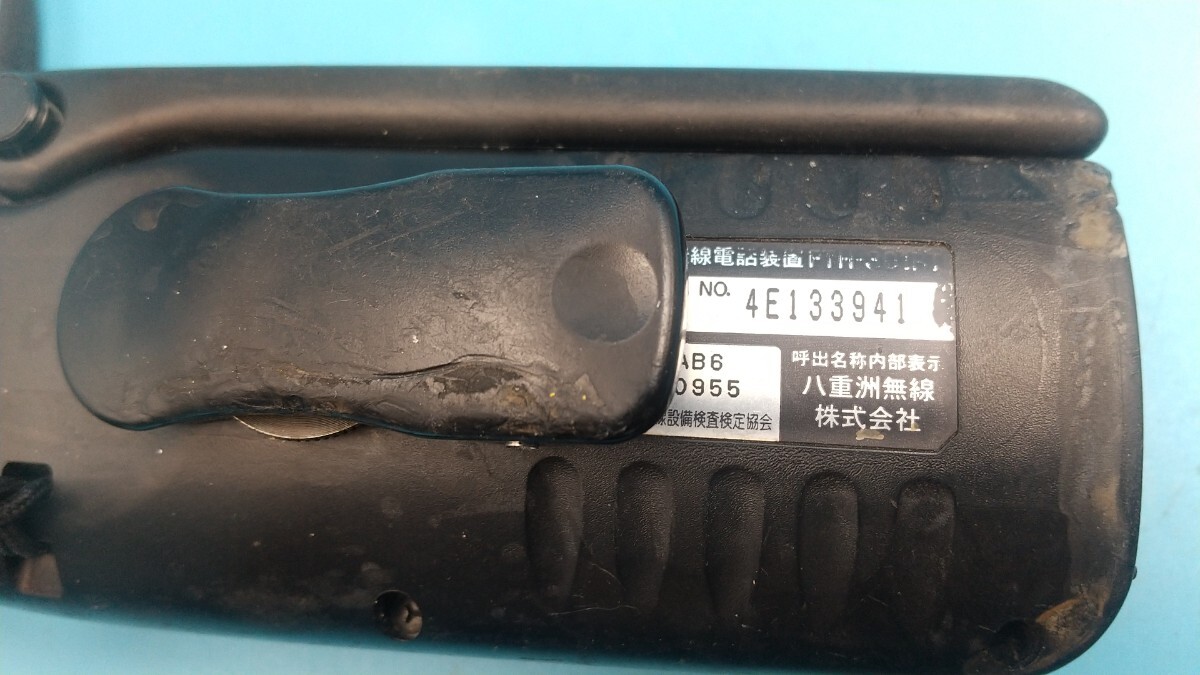 線電話装置
NO. 4E133941
AB6
0955
線設備検査検定協会
呼出名称内部表示
八重洲無線
株式会社